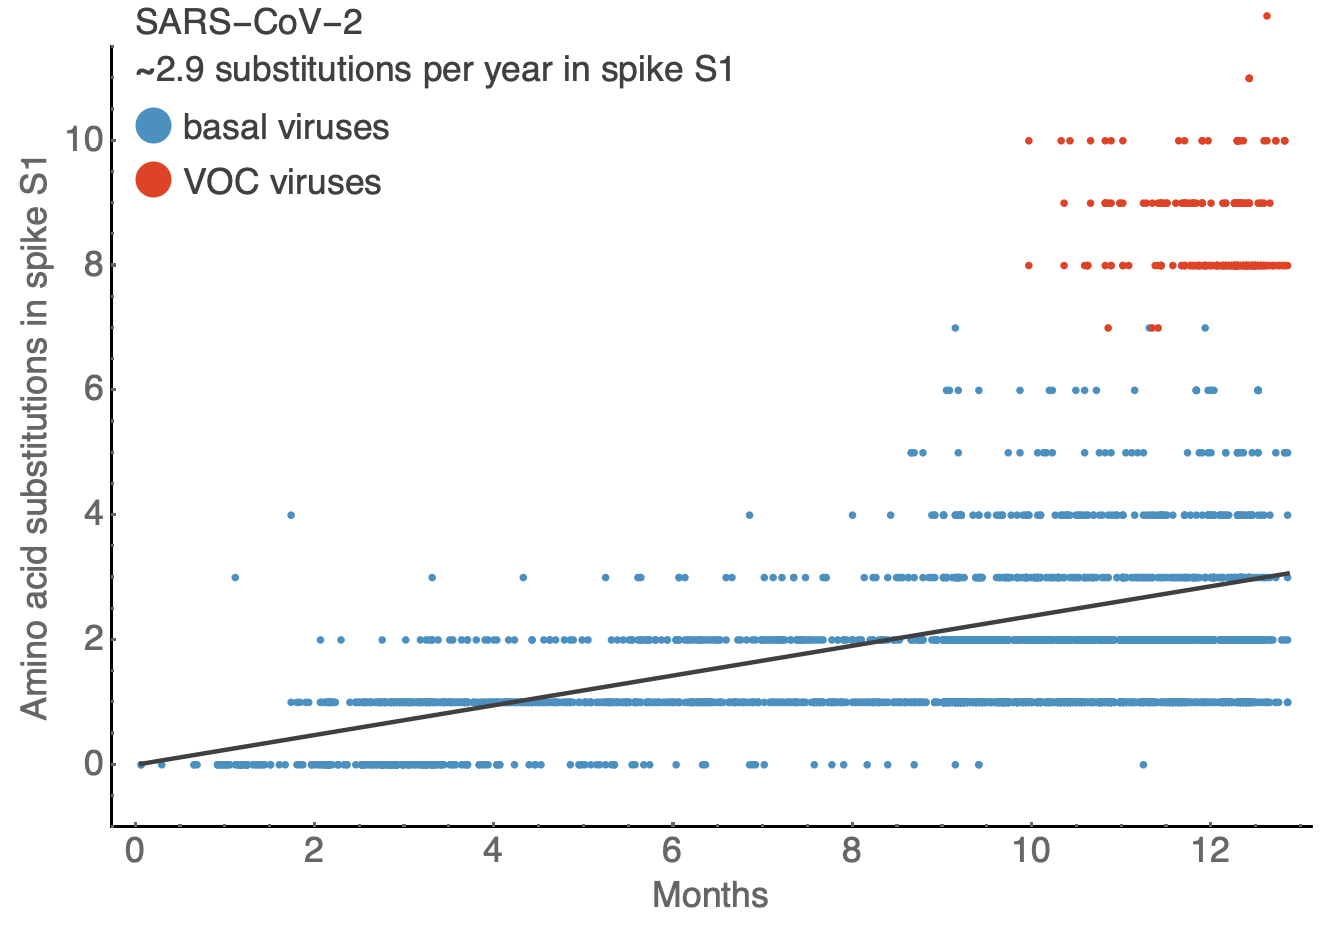 SARS-CoV-2
~2.9 substitutions per year in spike S1
basal viruses
VOC viruses
Amino acid substitutions in spike S1
10
8
6
4
2
0
0 2 4 6 8 10 12
Months